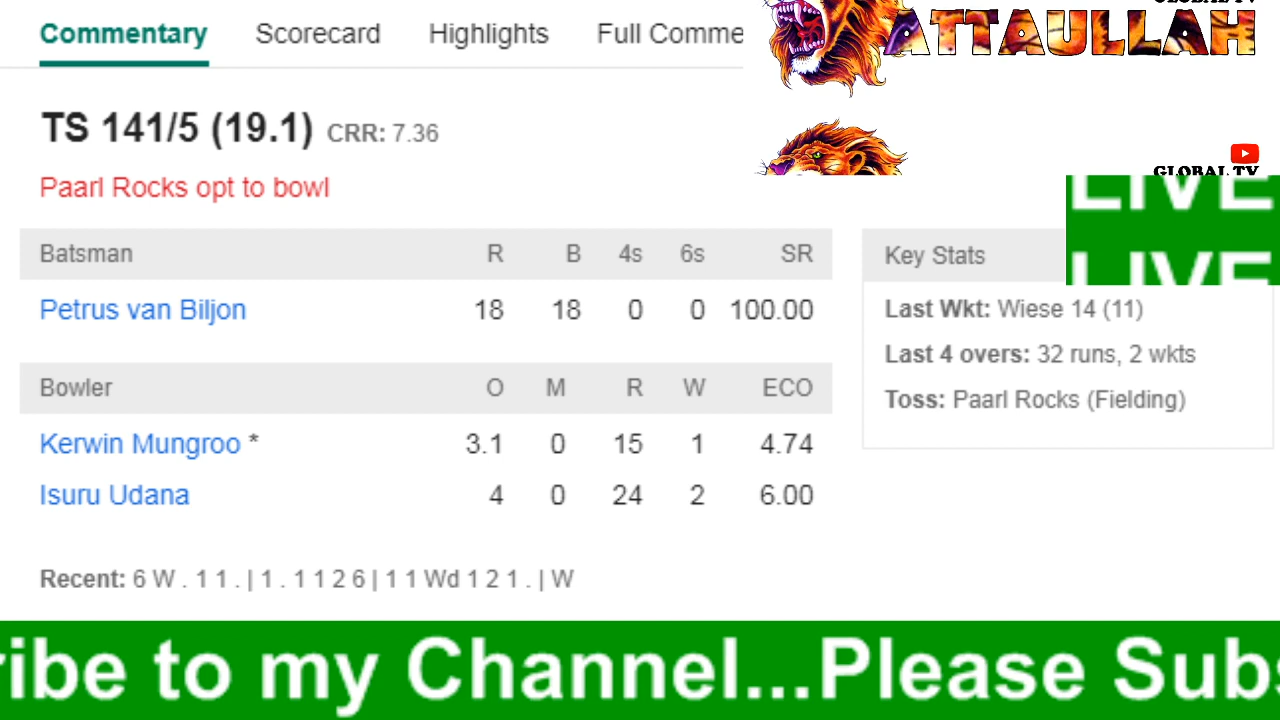 Commentary Scorecard Highlights Full Comme
GLOBAL TV
ATTAULLAH
TS 141/5 (19.1) CRR: 7.36
GLOBAL TV
Paarl Rocks opt to bowl
LIVE
LIVE
Batsman R B 4s 6s SR
Petrus van Biljon 18 18 0 0 100.00
Bowler O M R W ECO
Kerwin Mungroo * 3.1 0 15 1 4.74
Isuru Udana 4 0 24 2 6.00
Recent: 6 W . 1 1 . | 1 . 1 1 2 6 | 1 1 Wd 1 2 1 . | W
Key Stats
Last Wkt: Wiese 14 (11)
Last 4 overs: 32 runs, 2 wkts
Toss: Paarl Rocks (Fielding)
ribe to my Channel...Please Subs